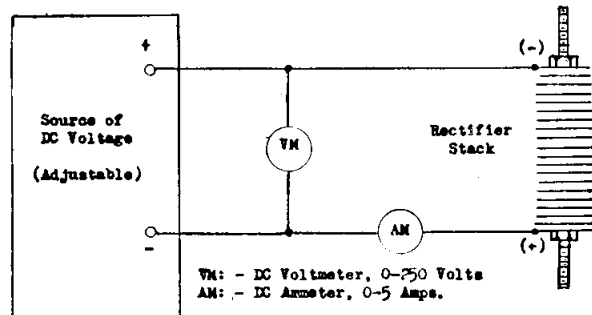 +
(-)
Source of
DC Voltage
(Adjustable)
VM
Rectifier
Stack
AM
-
(+)
VM: - DC Voltmeter, 0-250 Volts
AM: - DC Ammeter, 0-5 Amps.